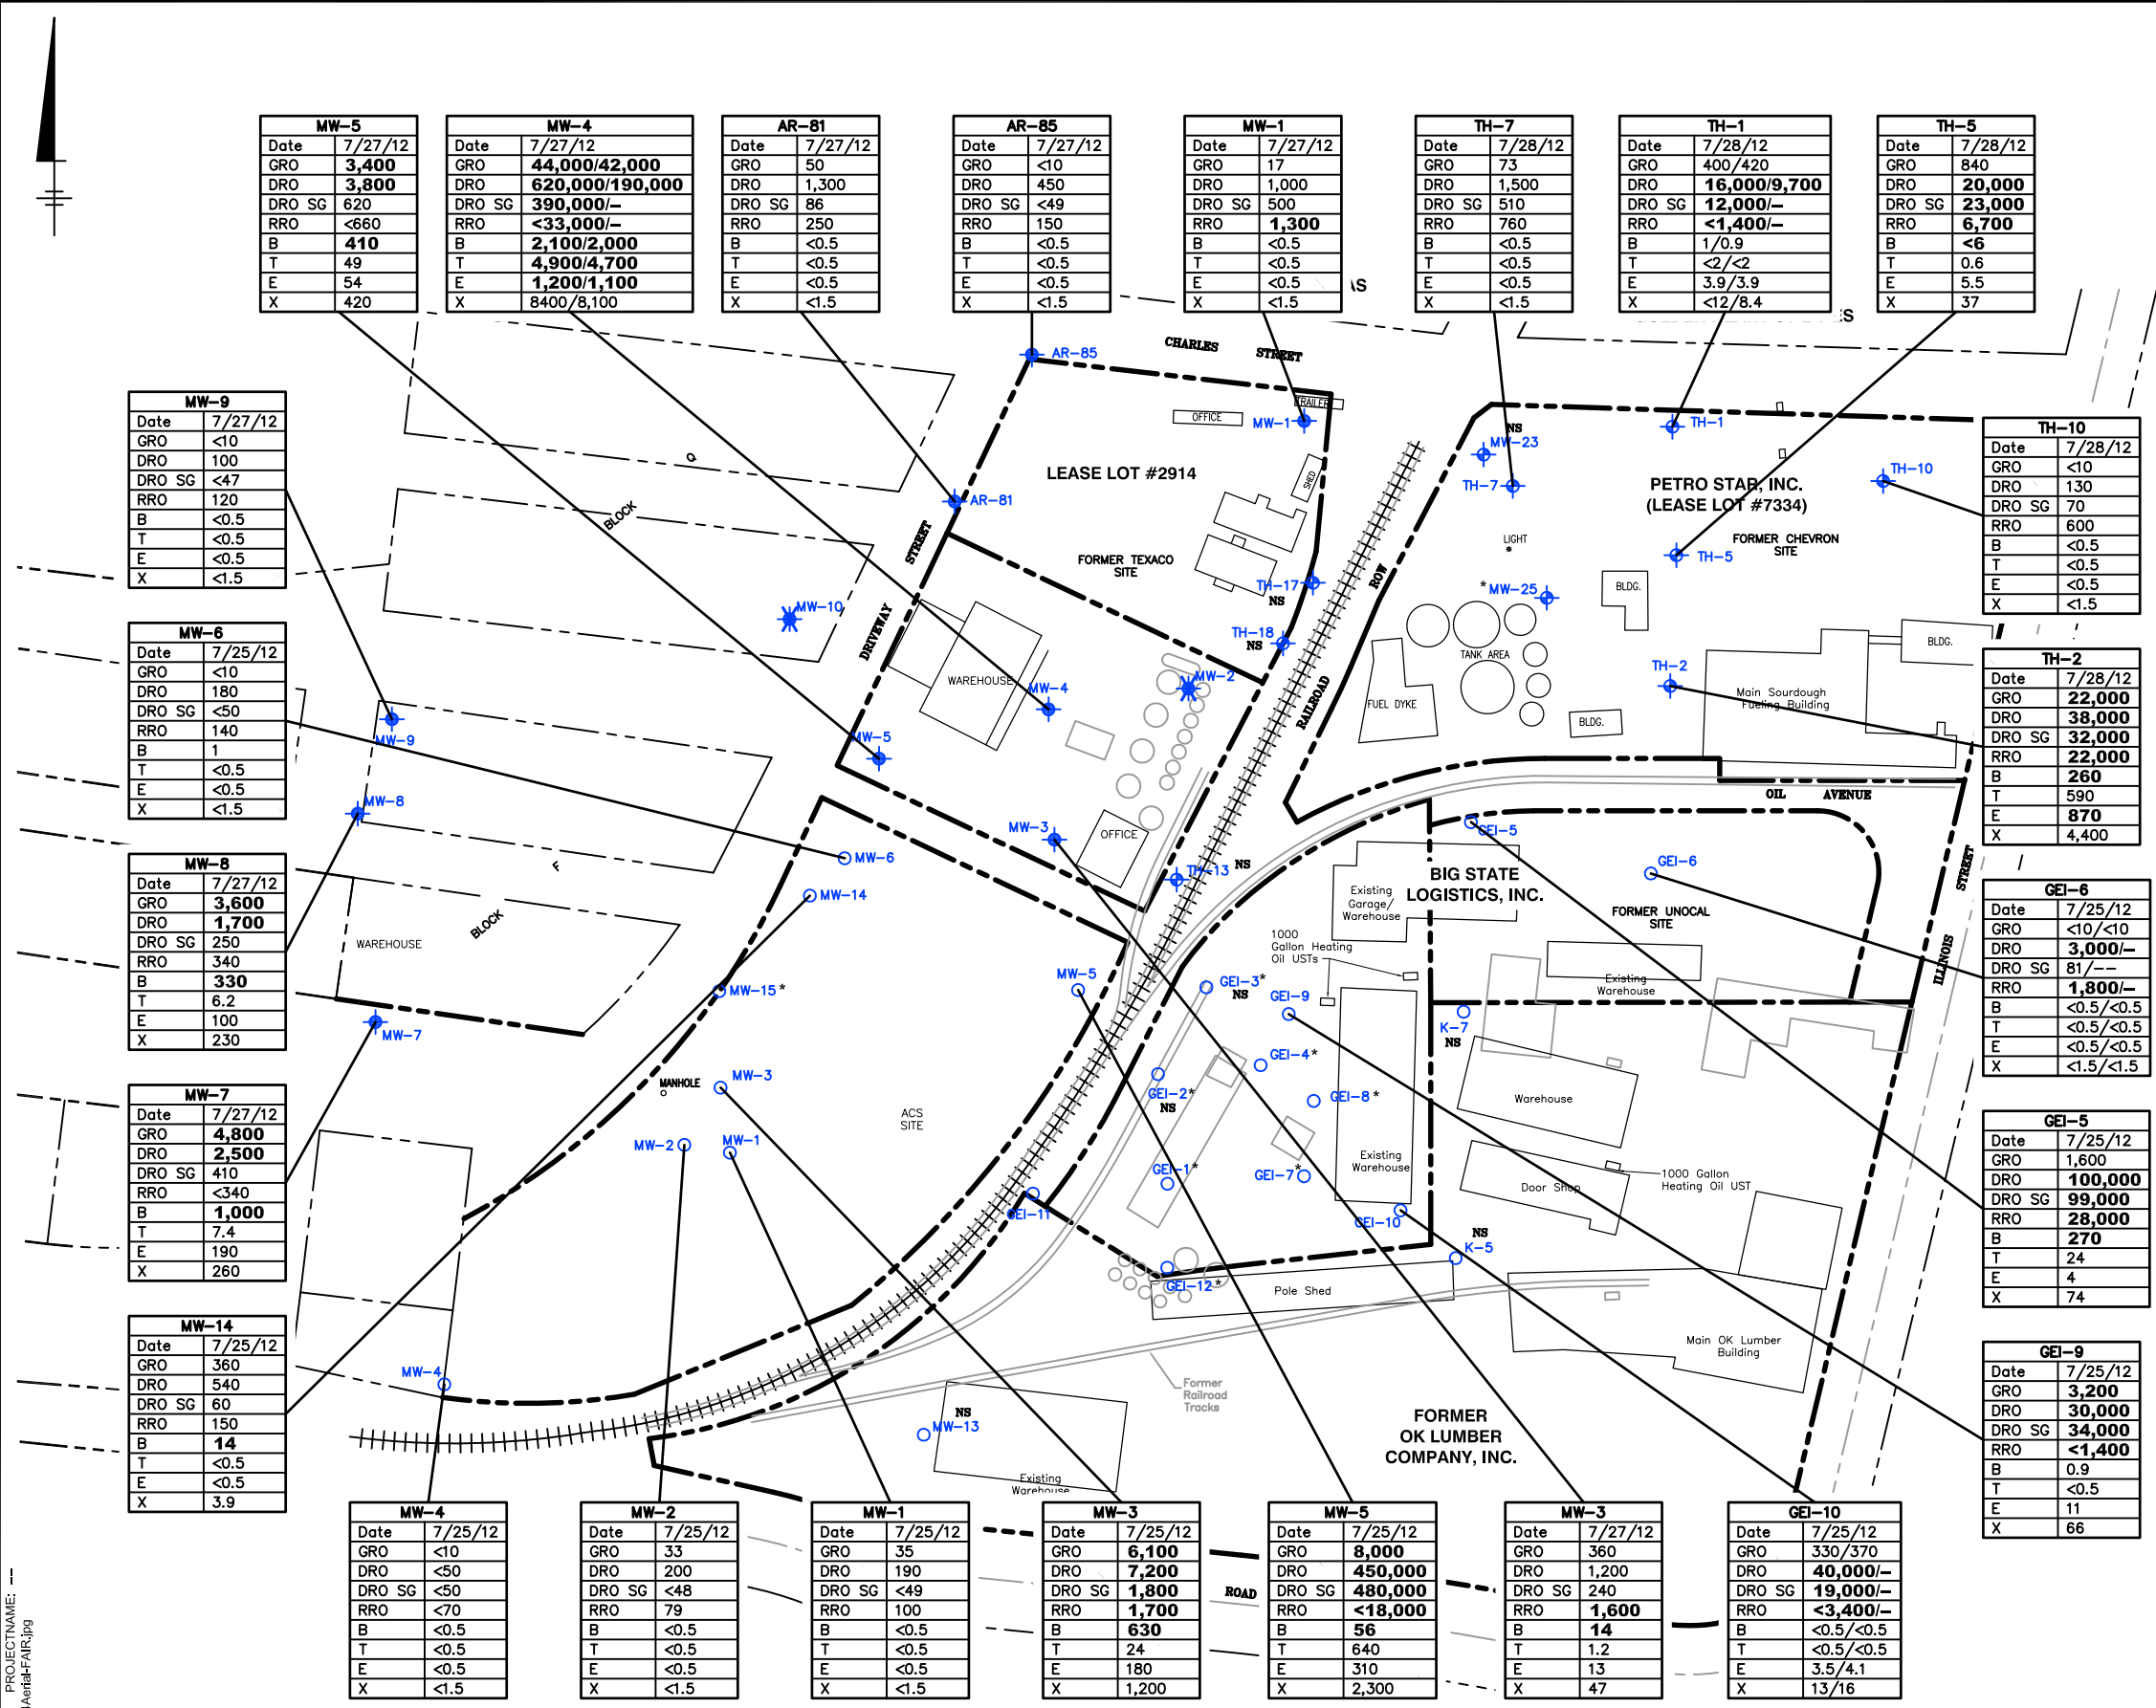 MW-5
Date 7/27/12
GRO 3,400
DRO 3,800
DRO SG 620
RRO <660
B 410
T 49
E 54
X 420
MW-4
Date 7/27/12
GRO 44,000/42,000
DRO 620,000/190,000
DRO SG 390,000/–
RRO <33,000/–
B 2,100/2,000
T 4,900/4,700
E 1,200/1,100
X 8400/8,100
AR-81
Date 7/27/12
GRO 50
DRO 1,300
DRO SG 86
RRO 250
B <0.5
T <0.5
E <0.5
X <1.5
AR-85
Date 7/27/12
GRO <10
DRO 450
DRO SG <49
RRO 150
B <0.5
T <0.5
E <0.5
X <1.5
MW-1
Date 7/27/12
GRO 17
DRO 1,000
DRO SG 500
RRO 1,300
B <0.5
T <0.5
E <0.5
X <1.5
TH-7
Date 7/28/12
GRO 73
DRO 1,500
DRO SG 510
RRO 760
B <0.5
T <0.5
E <0.5
X <1.5
TH-1
Date 7/28/12
GRO 400/420
DRO 16,000/9,700
DRO SG 12,000/–
RRO <1,400/–
B 1/0.9
T <2/<2
E 3.9/3.9
X <12/8.4
TH-5
Date 7/28/12
GRO 840
DRO 20,000
DRO SG 23,000
RRO 6,700
B <6
T 0.6
E 5.5
X 37
MW-9
Date 7/27/12
GRO <10
DRO 100
DRO SG <47
RRO 120
B <0.5
T <0.5
E <0.5
X <1.5
MW-6
Date 7/25/12
GRO <10
DRO 180
DRO SG <50
RRO 140
B 1
T <0.5
E <0.5
X <1.5
MW-8
Date 7/27/12
GRO 3,600
DRO 1,700
DRO SG 250
RRO 340
B 330
T 6.2
E 100
X 230
MW-7
Date 7/27/12
GRO 4,800
DRO 2,500
DRO SG 410
RRO <340
B 1,000
T 7.4
E 190
X 260
MW-14
Date 7/25/12
GRO 360
DRO 540
DRO SG 60
RRO 150
B 14
T <0.5
E <0.5
X 3.9
AR-85
CHARLES STREET
OFFICE
TRAILER
MW-1
SHED
LEASE LOT #2914
AR-81
FORMER TEXACO
SITE
TH-17
NS
TH-18
NS
Q
BLOCK
STREET
DRIVEWAY
MW-10
WAREHOUSE
MW-4
MW-2
MW-5
MW-3
OFFICE
TH-13
NS
ROW
RAILROAD
NS
MW-23
TH-7
TH-1
TH-10
PETRO STAR, INC.
(LEASE LOT #7334)
LIGHT
FORMER CHEVRON
SITE
TH-5
* MW-25
BLDG.
TANK AREA
FUEL DYKE
BLDG.
TH-2
Main Sourdough
Fueling Building
BLDG.
OIL AVENUE
GEI-5
GEI-6
BIG STATE
LOGISTICS, INC.
Existing
Garage/
Warehouse
FORMER UNOCAL
SITE
Existing
Warehouse
STREET
ILLINOIS
1000
Gallon Heating
Oil USTs
MW-9
MW-8
F
BLOCK
WAREHOUSE
MW-7
MW-6
MW-14
MW-15*
MW-5
GEI-3*
NS
GEI-9
K-7
NS
GEI-4*
GEI-2*
NS
GEI-8*
GEI-1*
GEI-7*
Existing
Warehouse
GEI-10
GEI-11
GEI-12*
Warehouse
Door Shop
1000 Gallon
Heating Oil UST
NS
K-5
Pole Shed
Main OK Lumber
Building
MANHOLE
MW-3
MW-2
MW-1
ACS
SITE
MW-4
Former
Railroad
Tracks
NS
MW-13
Existing
Warehouse
FORMER
OK LUMBER
COMPANY, INC.
ROAD
TH-10
Date 7/28/12
GRO <10
DRO 130
DRO SG 70
RRO 600
B <0.5
T <0.5
E <0.5
X <1.5
TH-2
Date 7/28/12
GRO 22,000
DRO 38,000
DRO SG 32,000
RRO 22,000
B 260
T 590
E 870
X 4,400
GEI-6
Date 7/25/12
GRO <10/<10
DRO 3,000/–
DRO SG 81/--
RRO 1,800/–
B <0.5/<0.5
T <0.5/<0.5
E <0.5/<0.5
X <1.5/<1.5
GEI-5
Date 7/25/12
GRO 1,600
DRO 100,000
DRO SG 99,000
RRO 28,000
B 270
T 24
E 4
X 74
GEI-9
Date 7/25/12
GRO 3,200
DRO 30,000
DRO SG 34,000
RRO <1,400
B 0.9
T <0.5
E 11
X 66
MW-4
Date 7/25/12
GRO <10
DRO <50
DRO SG <50
RRO <70
B <0.5
T <0.5
E <0.5
X <1.5
MW-2
Date 7/25/12
GRO 33
DRO 200
DRO SG <48
RRO 79
B <0.5
T <0.5
E <0.5
X <1.5
MW-1
Date 7/25/12
GRO 35
DRO 190
DRO SG <49
RRO 100
B <0.5
T <0.5
E <0.5
X <1.5
MW-3
Date 7/25/12
GRO 6,100
DRO 7,200
DRO SG 1,800
RRO 1,700
B 630
T 24
E 180
X 1,200
MW-5
Date 7/25/12
GRO 8,000
DRO 450,000
DRO SG 480,000
RRO <18,000
B 56
T 640
E 310
X 2,300
MW-3
Date 7/27/12
GRO 360
DRO 1,200
DRO SG 240
RRO 1,600
B 14
T 1.2
E 13
X 47
GEI-10
Date 7/25/12
GRO 330/370
DRO 40,000/–
DRO SG 19,000/–
RRO <3,400/–
B <0.5/<0.5
T <0.5/<0.5
E 3.5/4.1
X 13/16
PROJECTNAME: --
Aerial-FAIR.jpg